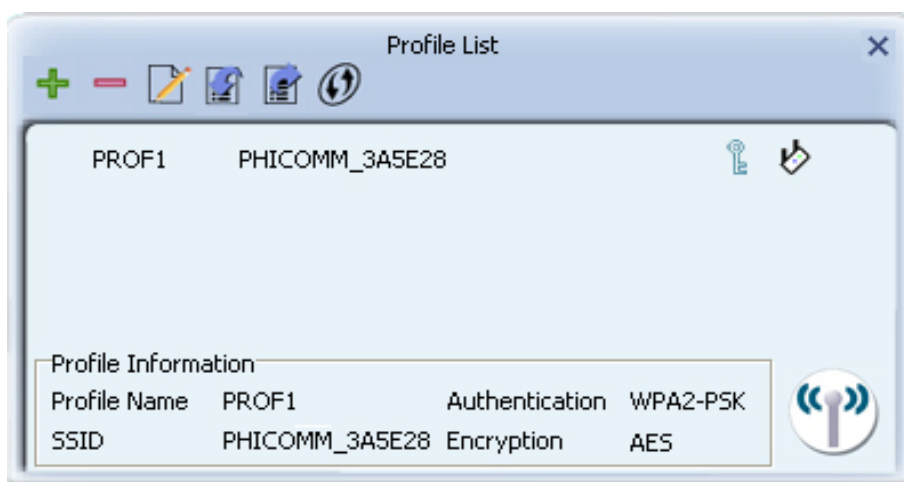 Profile List
PROF1 PHICOMM_3A5E28
Profile Information
Profile Name PROF1 Authentication WPA2-PSK
SSID PHICOMM_3A5E28 Encryption AES